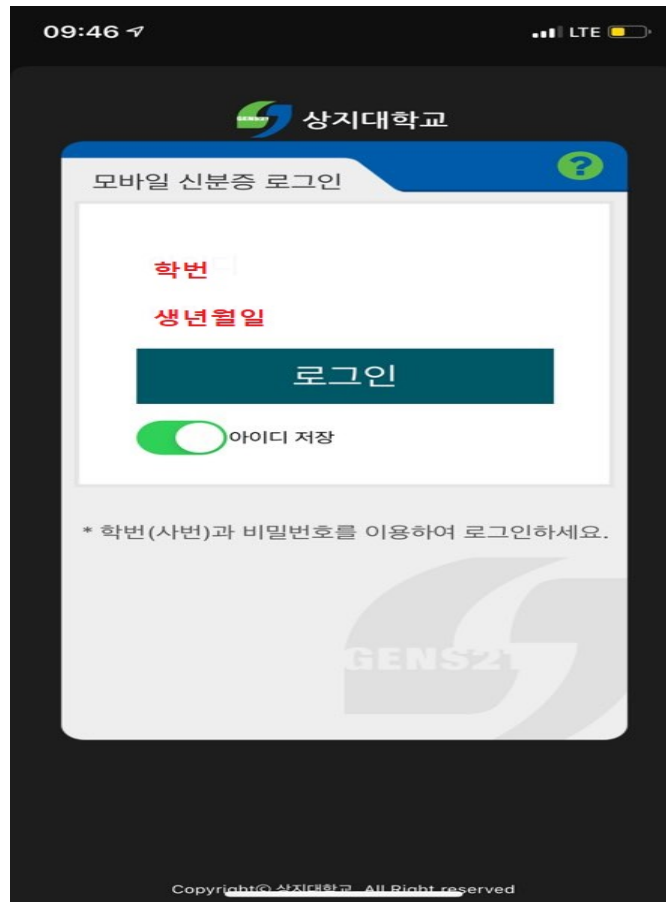 09:46
LTE
GENS21
상지대학교
?
모바일 신분증 로그인
학번
생년월일
로그인
아이디 저장
* 학번(사번)과 비밀번호를 이용하여 로그인하세요.
GENS21
Copyright© 상지대학교. All Right reserved